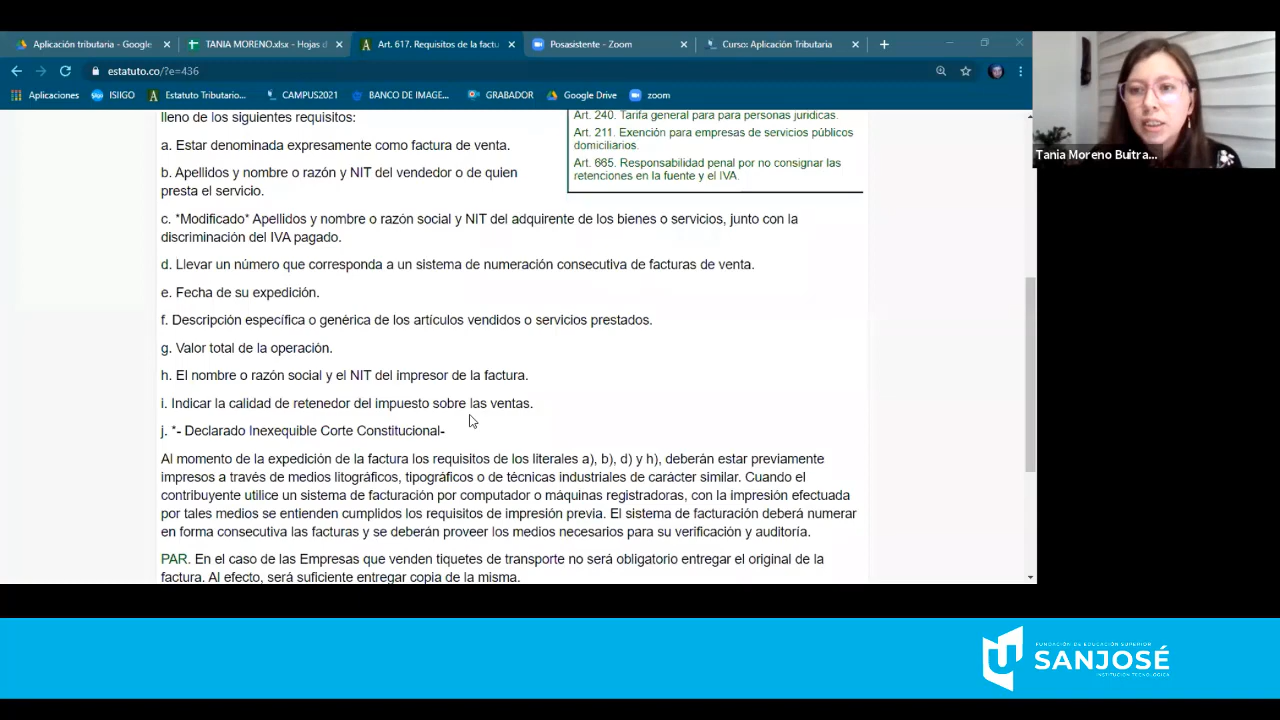 Aplicación tributaria - Google
TANIA MORENO.xlsx - Hojas d
Art. 617. Requisitos de la factu
Posasistente - Zoom
Curso: Aplicación Tributaria
estatuto.co/?e=436
Aplicaciones
SIIGO
Estatuto Tributario...
CAMPUS2021
BANCO DE IMAGE...
GRABADOR
Google Drive
zoom
Tania Moreno Buitra...
lleno de los siguientes requisitos:
a. Estar denominada expresamente como factura de venta.
b. Apellidos y nombre o razón y NIT del vendedor o de quien
presta el servicio.
Art. 240. Tarifa general para para personas jurídicas.
Art. 211. Exención para empresas de servicios públicos
domiciliarios.
Art. 665. Responsabilidad penal por no consignar las
retenciones en la fuente y el IVA.
c. *Modificado* Apellidos y nombre o razón social y NIT del adquirente de los bienes o servicios, junto con la
discriminación del IVA pagado.
d. Llevar un número que corresponda a un sistema de numeración consecutiva de facturas de venta.
e. Fecha de su expedición.
f. Descripción específica o genérica de los artículos vendidos o servicios prestados.
g. Valor total de la operación.
h. El nombre o razón social y el NIT del impresor de la factura.
i. Indicar la calidad de retenedor del impuesto sobre las ventas.
j. *- Declarado Inexequible Corte Constitucional-
Al momento de la expedición de la factura los requisitos de los literales a), b), d) y h), deberán estar previamente
impresos a través de medios litográficos, tipográficos o de técnicas industriales de carácter similar. Cuando el
contribuyente utilice un sistema de facturación por computador o máquinas registradoras, con la impresión efectuada
por tales medios se entienden cumplidos los requisitos de impresión previa. El sistema de facturación deberá numerar
en forma consecutiva las facturas y se deberán proveer los medios necesarios para su verificación y auditoría.
PAR. En el caso de las Empresas que venden tiquetes de transporte no será obligatorio entregar el original de la
factura. Al efecto, será suficiente entregar copia de la misma.
FUNDACIÓN DE EDUCACIÓN SUPERIOR
SANJOSÉ
INSTITUCIÓN TECNOLÓGICA